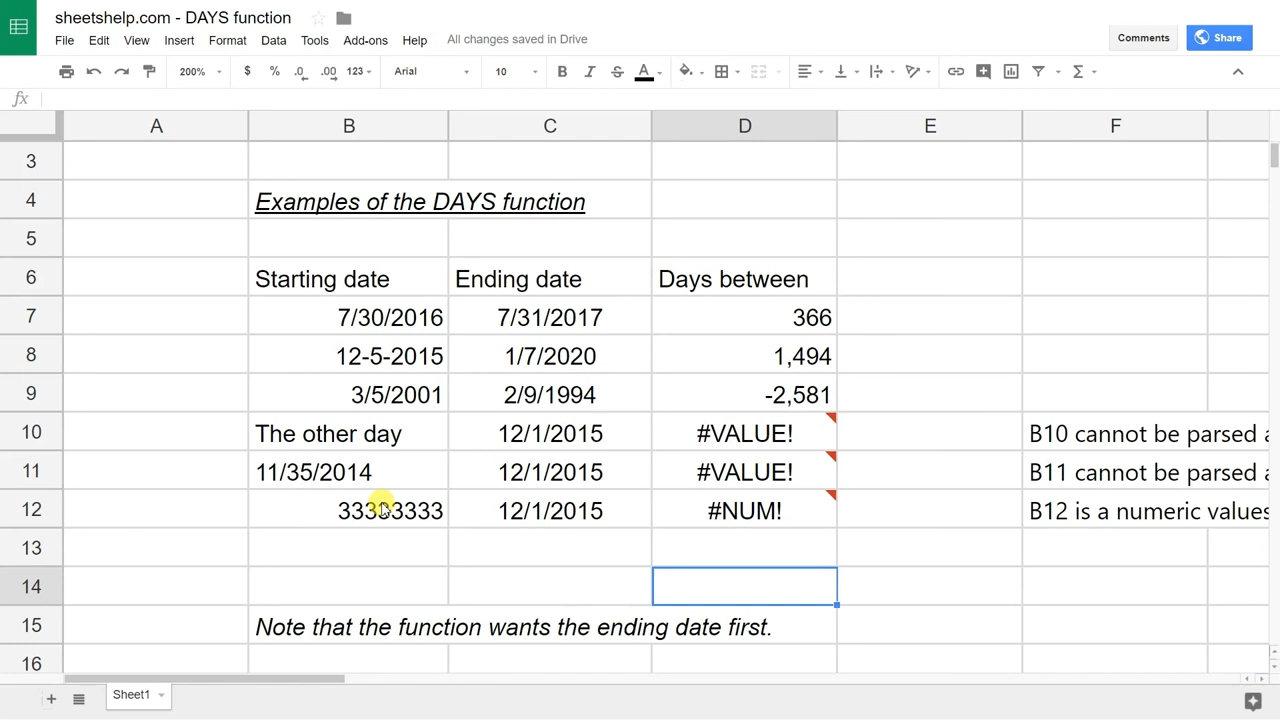 sheetshelp.com - DAYS function
File Edit View Insert Format Data Tools Add-ons Help All changes saved in Drive
Comments Share
200% $ % .0 .00 123 Arial 10 B I S A
fx
A B C D E F
3
4 Examples of the DAYS function
5
6 Starting date Ending date Days between
7 7/30/2016 7/31/2017 366
8 12-5-2015 1/7/2020 1,494
9 3/5/2001 2/9/1994 -2,581
10 The other day 12/1/2015 #VALUE! B10 cannot be parsed a
11 11/35/2014 12/1/2015 #VALUE! B11 cannot be parsed a
12 33333333 12/1/2015 #NUM! B12 is a numeric values
13
14
15 Note that the function wants the ending date first.
16
Sheet1